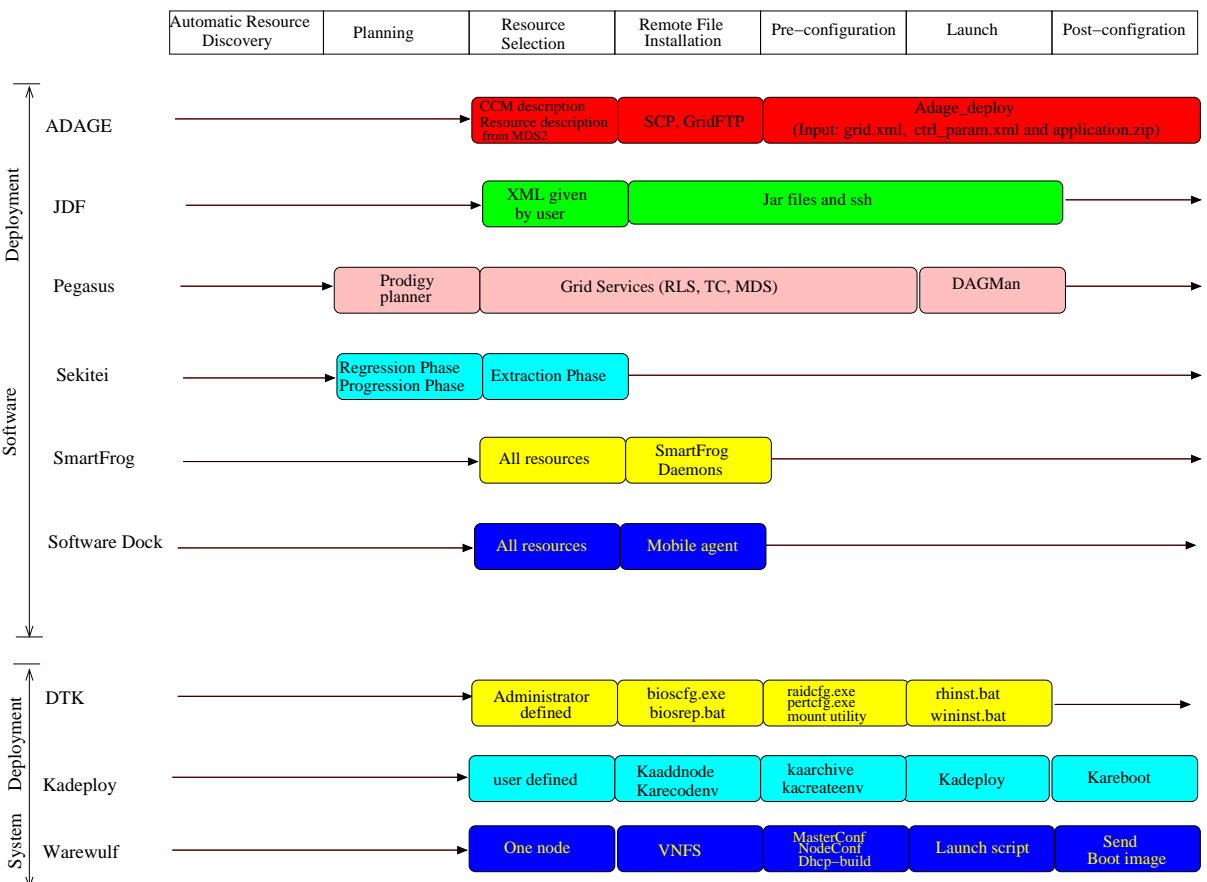 Automatic Resource
Discovery
Planning
Resource
Selection
Remote File
Installation
Pre−configuration
Launch
Post−configration
Software Deployment
ADAGE
CCM description
Resource description
from MDS2
SCP, GridFTP
Adage_deploy
(Input: grid.xml, ctrl_param.xml and application.zip)
JDF
XML given
by user
Jar files and ssh
Pegasus
Prodigy
planner
Grid Services (RLS, TC, MDS)
DAGMan
Sekitei
Regression Phase
Progression Phase
Extraction Phase
SmartFrog
All resources
SmartFrog
Daemons
Software Dock
All resources
Mobile agent
System Deployment
DTK
Administrator
defined
bioscfg.exe
biosrep.bat
raidcfg.exe
pertcfg.exe
mount utility
rhinst.bat
wininst.bat
Kadeploy
user defined
Kaaddnode
Karecodenv
kaarchive
kacreateenv
Kadeploy
Kareboot
Warewulf
One node
VNFS
MasterConf
NodeConf
Dhcp−build
Launch script
Send
Boot image